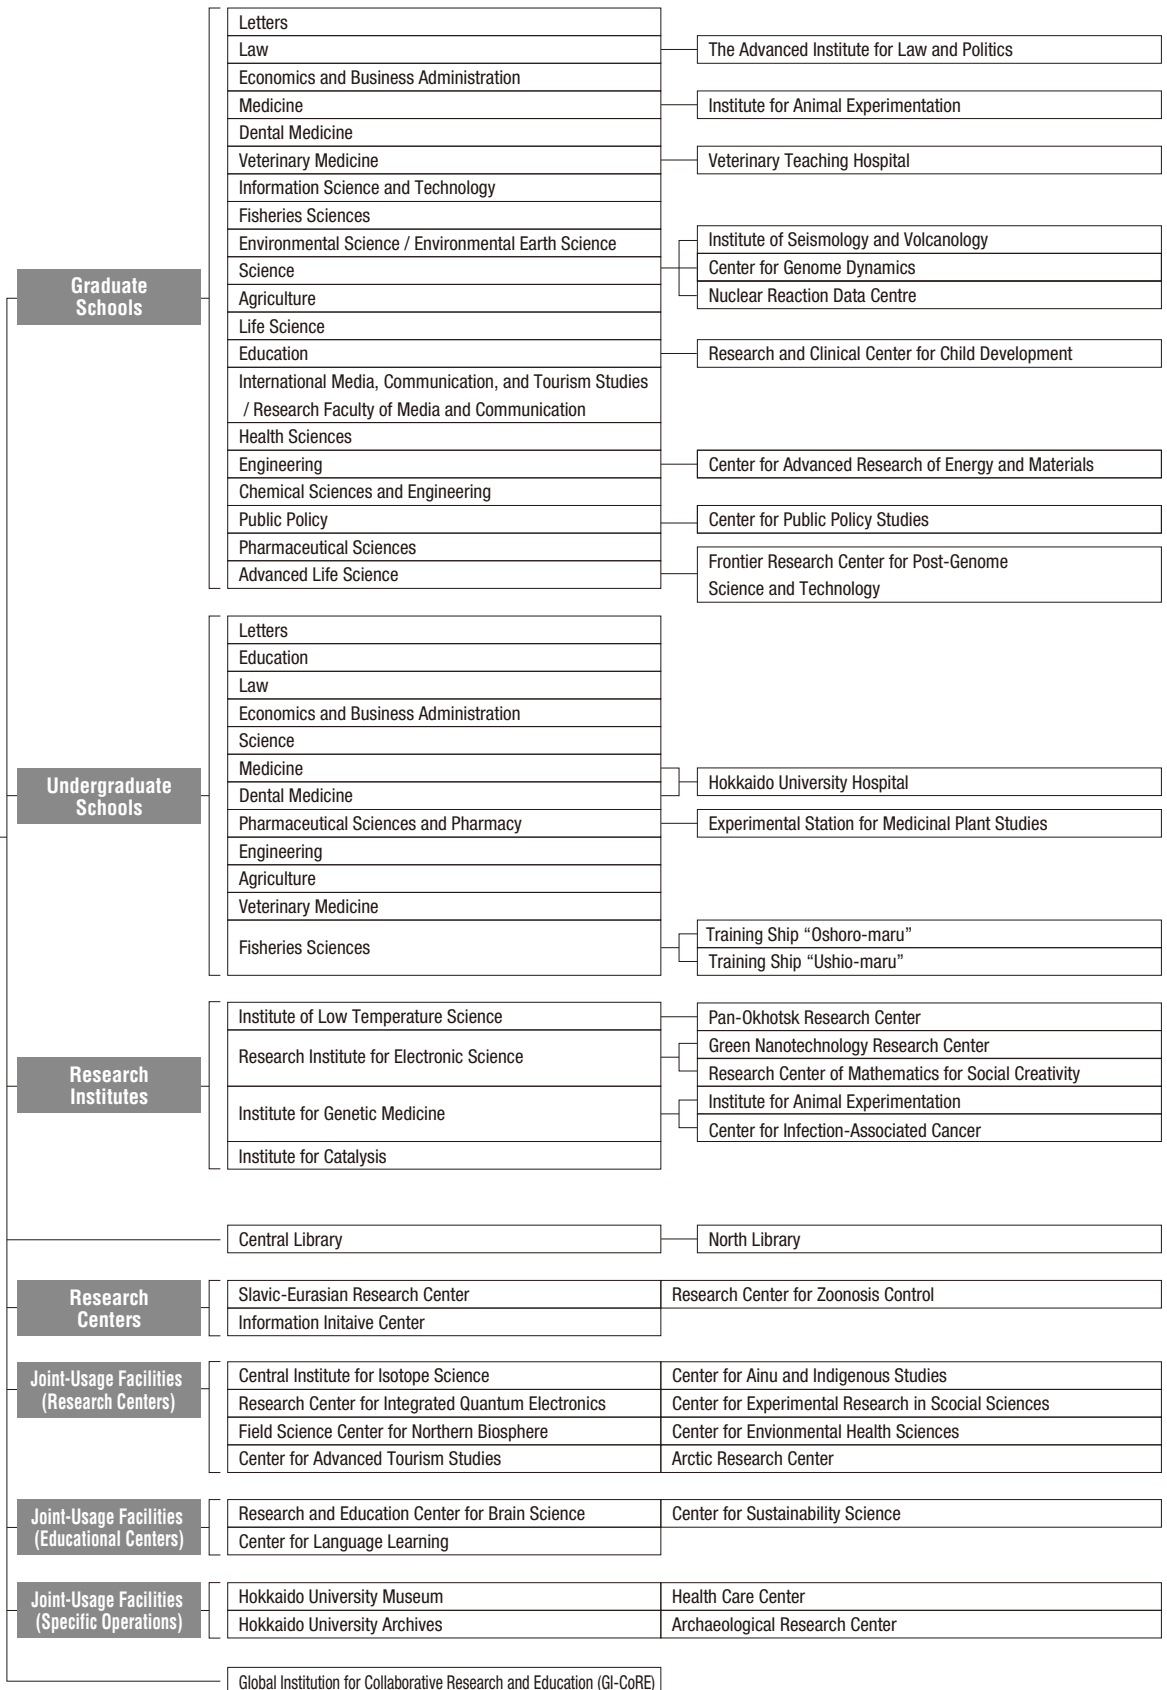 Graduate
Schools
Letters
Law
The Advanced Institute for Law and Politics
Economics and Business Administration
Medicine
Institute for Animal Experimentation
Dental Medicine
Veterinary Medicine
Veterinary Teaching Hospital
Information Science and Technology
Fisheries Sciences
Environmental Science / Environmental Earth Science
Science
Institute of Seismology and Volcanology
Center for Genome Dynamics
Nuclear Reaction Data Centre
Agriculture
Life Science
Education
Research and Clinical Center for Child Development
International Media, Communication, and Tourism Studies
/ Research Faculty of Media and Communication
Health Sciences
Engineering
Center for Advanced Research of Energy and Materials
Chemical Sciences and Engineering
Public Policy
Center for Public Policy Studies
Pharmaceutical Sciences
Advanced Life Science
Frontier Research Center for Post-Genome
Science and Technology
Undergraduate
Schools
Letters
Education
Law
Economics and Business Administration
Science
Medicine
Dental Medicine
Hokkaido University Hospital
Pharmaceutical Sciences and Pharmacy
Experimental Station for Medicinal Plant Studies
Engineering
Agriculture
Veterinary Medicine
Fisheries Sciences
Training Ship “Oshoro-maru”
Training Ship “Ushio-maru”
Research
Institutes
Institute of Low Temperature Science
Pan-Okhotsk Research Center
Research Institute for Electronic Science
Green Nanotechnology Research Center
Research Center of Mathematics for Social Creativity
Institute for Genetic Medicine
Institute for Animal Experimentation
Center for Infection-Associated Cancer
Institute for Catalysis
Central Library
North Library
Research
Centers
Slavic-Eurasian Research Center
Research Center for Zoonosis Control
Information Initaive Center
Joint-Usage Facilities
(Research Centers)
Central Institute for Isotope Science
Center for Ainu and Indigenous Studies
Research Center for Integrated Quantum Electronics
Center for Experimental Research in Scocial Sciences
Field Science Center for Northern Biosphere
Center for Envionmental Health Sciences
Center for Advanced Tourism Studies
Arctic Research Center
Joint-Usage Facilities
(Educational Centers)
Research and Education Center for Brain Science
Center for Sustainability Science
Center for Language Learning
Joint-Usage Facilities
(Specific Operations)
Hokkaido University Museum
Health Care Center
Hokkaido University Archives
Archaeological Research Center
Global Institution for Collaborative Research and Education (GI-CoRE)